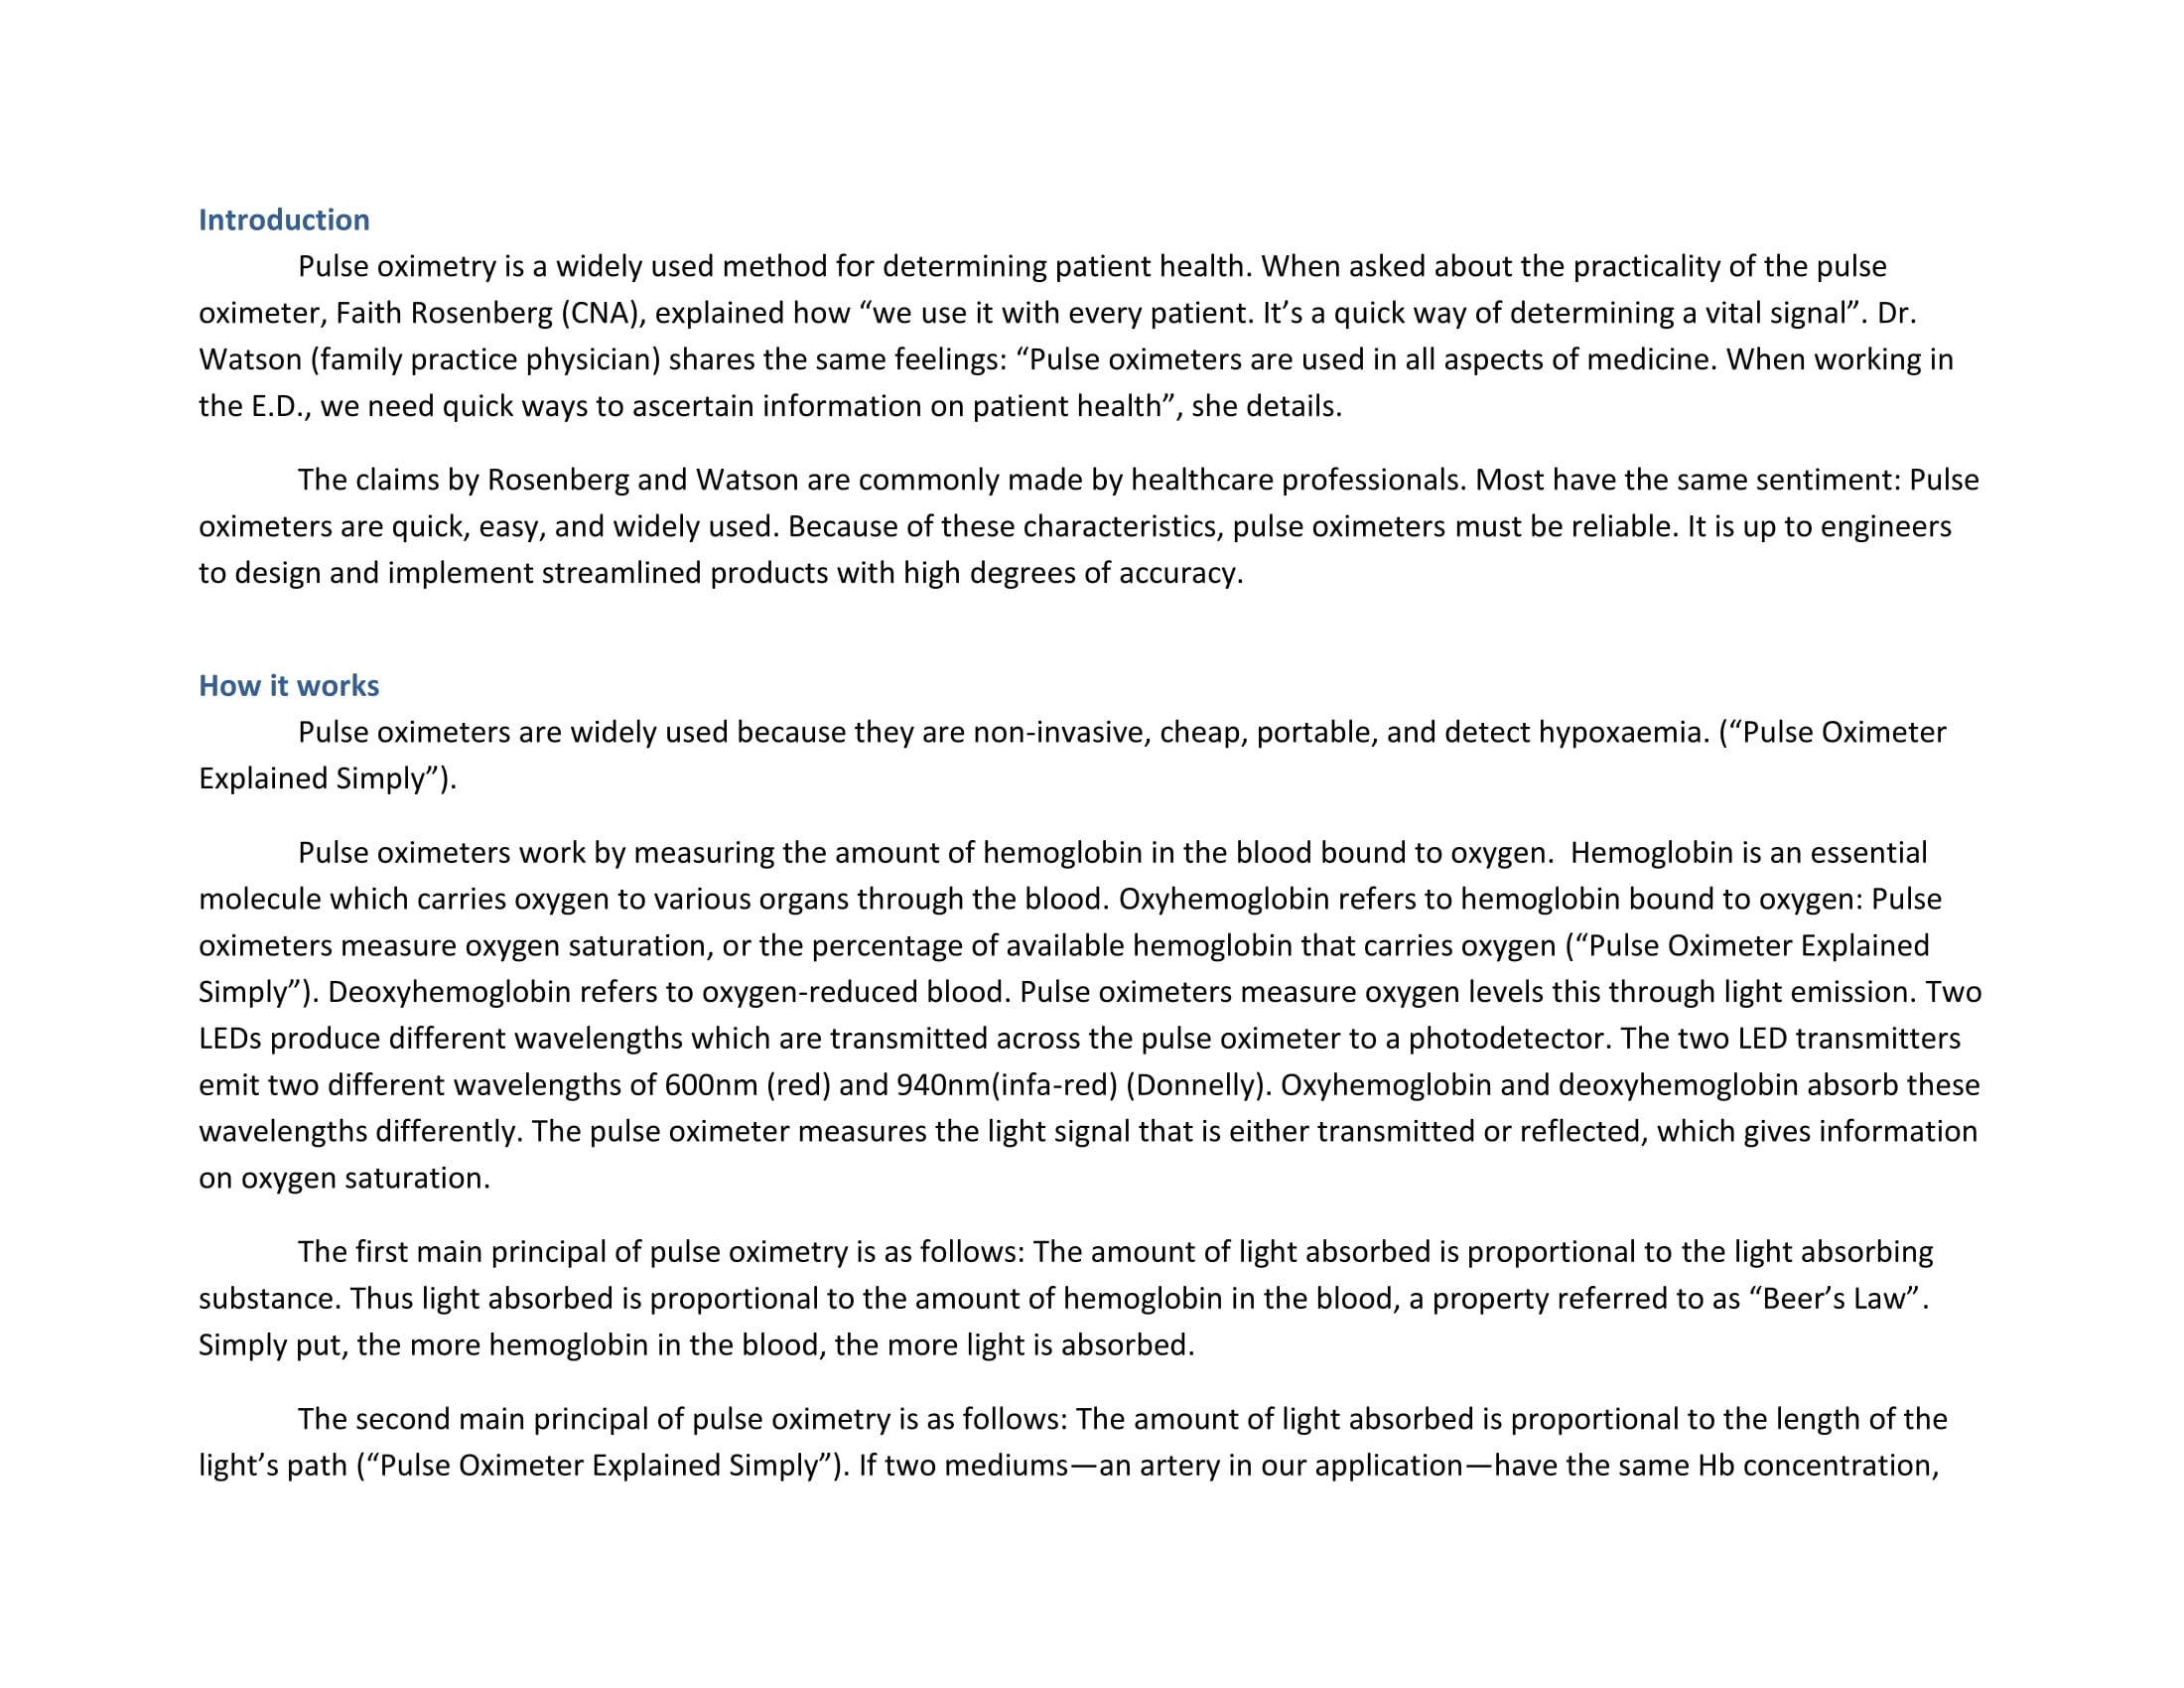 Introduction
Pulse oximetry is a widely used method for determining patient health. When asked about the practicality of the pulse
oximeter, Faith Rosenberg (CNA), explained how “we use it with every patient. It’s a quick way of determining a vital signal”. Dr.
Watson (family practice physician) shares the same feelings: “Pulse oximeters are used in all aspects of medicine. When working in
the E.D., we need quick ways to ascertain information on patient health”, she details.
The claims by Rosenberg and Watson are commonly made by healthcare professionals. Most have the same sentiment: Pulse
oximeters are quick, easy, and widely used. Because of these characteristics, pulse oximeters must be reliable. It is up to engineers
to design and implement streamlined products with high degrees of accuracy.
How it works
Pulse oximeters are widely used because they are non-invasive, cheap, portable, and detect hypoxaemia. (“Pulse Oximeter
Explained Simply”).
Pulse oximeters work by measuring the amount of hemoglobin in the blood bound to oxygen.  Hemoglobin is an essential
molecule which carries oxygen to various organs through the blood. Oxyhemoglobin refers to hemoglobin bound to oxygen: Pulse
oximeters measure oxygen saturation, or the percentage of available hemoglobin that carries oxygen (“Pulse Oximeter Explained
Simply”). Deoxyhemoglobin refers to oxygen-reduced blood. Pulse oximeters measure oxygen levels this through light emission. Two
LEDs produce different wavelengths which are transmitted across the pulse oximeter to a photodetector. The two LED transmitters
emit two different wavelengths of 600nm (red) and 940nm(infa-red) (Donnelly). Oxyhemoglobin and deoxyhemoglobin absorb these
wavelengths differently. The pulse oximeter measures the light signal that is either transmitted or reflected, which gives information
on oxygen saturation.
The first main principal of pulse oximetry is as follows: The amount of light absorbed is proportional to the light absorbing
substance. Thus light absorbed is proportional to the amount of hemoglobin in the blood, a property referred to as “Beer’s Law”.
Simply put, the more hemoglobin in the blood, the more light is absorbed.
The second main principal of pulse oximetry is as follows: The amount of light absorbed is proportional to the length of the
light’s path (“Pulse Oximeter Explained Simply”). If two mediums—an artery in our application—have the same Hb concentration,